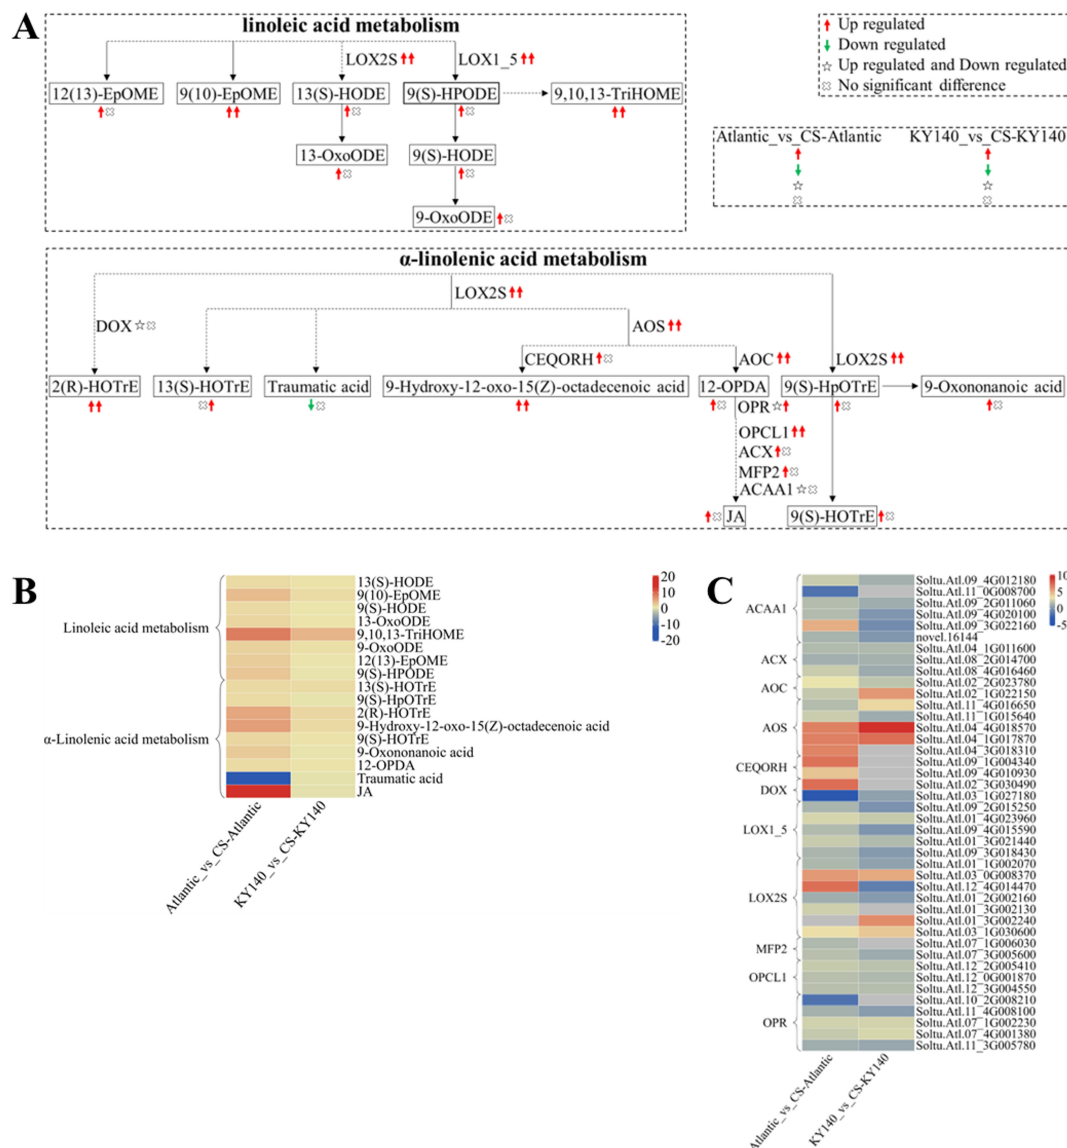 A
linoleic acid metabolism
LOX2S
LOX1_5
12(13)-EpOME
9(10)-EpOME
13(S)-HODE
9(S)-HPODE
9,10,13-TriHOME
13-OxoODE
9(S)-HODE
9-OxoODE
Up regulated
Down regulated
Up regulated and Down regulated
No significant difference
Atlantic_vs_CS-Atlantic
KY140_vs_CS-KY140
α-linolenic acid metabolism
LOX2S
DOX
AOS
CEQORH
AOC
LOX2S
2(R)-HOTrE
13(S)-HOTrE
Traumatic acid
9-Hydroxy-12-oxo-15(Z)-octadecenoic acid
12-OPDA
9(S)-HpOTrE
9-Oxononanoic acid
OPR
OPCL1
ACX
MFP2
ACAA1
JA
9(S)-HOTrE
B
Linoleic acid metabolism
α-Linolenic acid metabolism
13(S)-HODE
9(10)-EpOME
9(S)-HODE
13-OxoODE
9,10,13-TriHOME
9-OxoODE
12(13)-EpOME
9(S)-HPODE
13(S)-HOTrE
9(S)-HpOTrE
2(R)-HOTrE
9-Hydroxy-12-oxo-15(Z)-octadecenoic acid
9(S)-HOTrE
9-Oxononanoic acid
12-OPDA
Traumatic acid
JA
20
10
0
-10
-20
Atlantic_vs_CS-Atlantic
KY140_vs_CS-KY140
C
ACAA1
ACX
AOC
AOS
CEQORH
DOX
LOX1_5
LOX2S
MFP2
OPCL1
OPR
Soltu.Atl.09_4G012180
Soltu.Atl.11_0G008700
Soltu.Atl.09_2G011060
Soltu.Atl.09_4G020100
Soltu.Atl.09_3G022160
novel.16144
Soltu.Atl.04_1G011600
Soltu.Atl.08_2G014700
Soltu.Atl.08_4G016460
Soltu.Atl.02_2G023780
Soltu.Atl.02_1G022150
Soltu.Atl.11_4G016650
Soltu.Atl.11_1G015640
Soltu.Atl.04_4G018570
Soltu.Atl.04_1G017870
Soltu.Atl.04_3G018310
Soltu.Atl.09_1G004340
Soltu.Atl.09_4G010930
Soltu.Atl.02_3G030490
Soltu.Atl.03_1G027180
Soltu.Atl.09_2G015250
Soltu.Atl.01_4G023960
Soltu.Atl.09_4G015590
Soltu.Atl.01_3G021440
Soltu.Atl.09_3G018430
Soltu.Atl.01_1G002070
Soltu.Atl.03_0G008370
Soltu.Atl.12_4G014470
Soltu.Atl.01_2G002160
Soltu.Atl.01_3G002130
Soltu.Atl.01_3G002240
Soltu.Atl.03_1G030600
Soltu.Atl.07_1G006030
Soltu.Atl.07_3G005600
Soltu.Atl.12_2G005410
Soltu.Atl.12_0G001870
Soltu.Atl.12_3G004550
Soltu.Atl.10_2G008210
Soltu.Atl.11_4G008100
Soltu.Atl.07_1G002230
Soltu.Atl.07_4G001380
Soltu.Atl.11_3G005780
10
5
0
-5
Atlantic_vs_CS-Atlantic
KY140_vs_CS-KY140